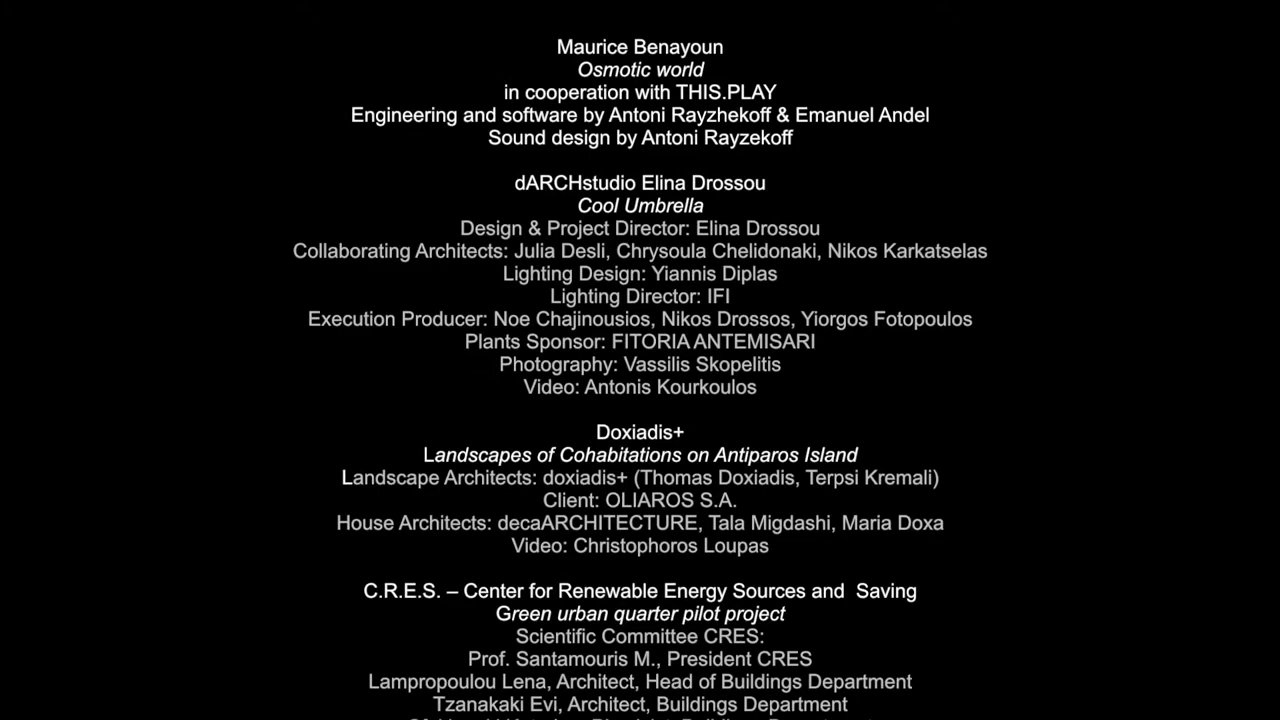 Maurice Benayoun
Osmotic world
in cooperation with THIS.PLAY
Engineering and software by Antoni Rayzhekoff & Emanuel Andel
Sound design by Antoni Rayzekoff
dARCHstudio Elina Drossou
Cool Umbrella
Design & Project Director: Elina Drossou
Collaborating Architects: Julia Desli, Chrysoula Chelidonaki, Nikos Karkatselas
Lighting Design: Yiannis Diplas
Lighting Director: IFI
Execution Producer: Noe Chajinousios, Nikos Drossos, Yiorgos Fotopoulos
Plants Sponsor: FITORIA ANTEMISARI
Photography: Vassilis Skopelitis
Video: Antonis Kourkoulos
Doxiadis+
Landscapes of Cohabitations on Antiparos Island
Landscape Architects: doxiadis+ (Thomas Doxiadis, Terpsi Kremali)
Client: OLIAROS S.A.
House Architects: decaARCHITECTURE, Tala Migdashi, Maria Doxa
Video: Christophoros Loupas
C.R.E.S. – Center for Renewable Energy Sources and  Saving
Green urban quarter pilot project
Scientific Committee CRES:
Prof. Santamouris M., President CRES
Lampropoulou Lena, Architect, Head of Buildings Department
Tzanakaki Evi, Architect, Buildings Department